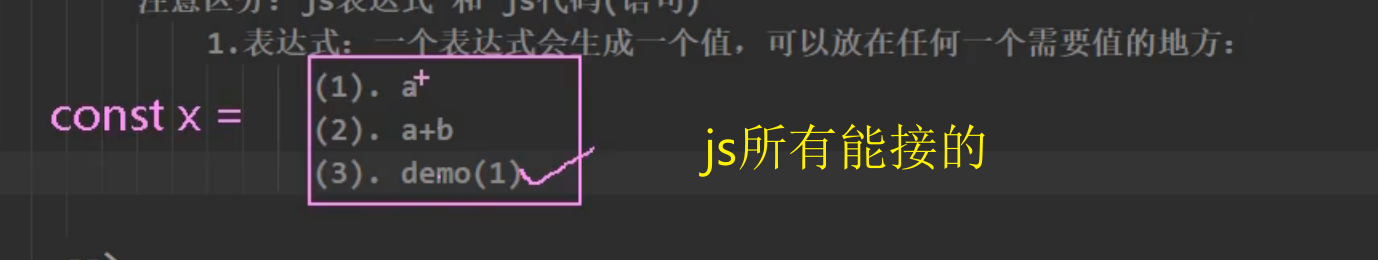 注意区分：js表达式 和 js代码(语句)
1.表达式：一个表达式会生成一个值，可以放在任何一个需要值的地方：
(1). a
const x =
(2). a+b
js所有能接的
(3). demo(1)